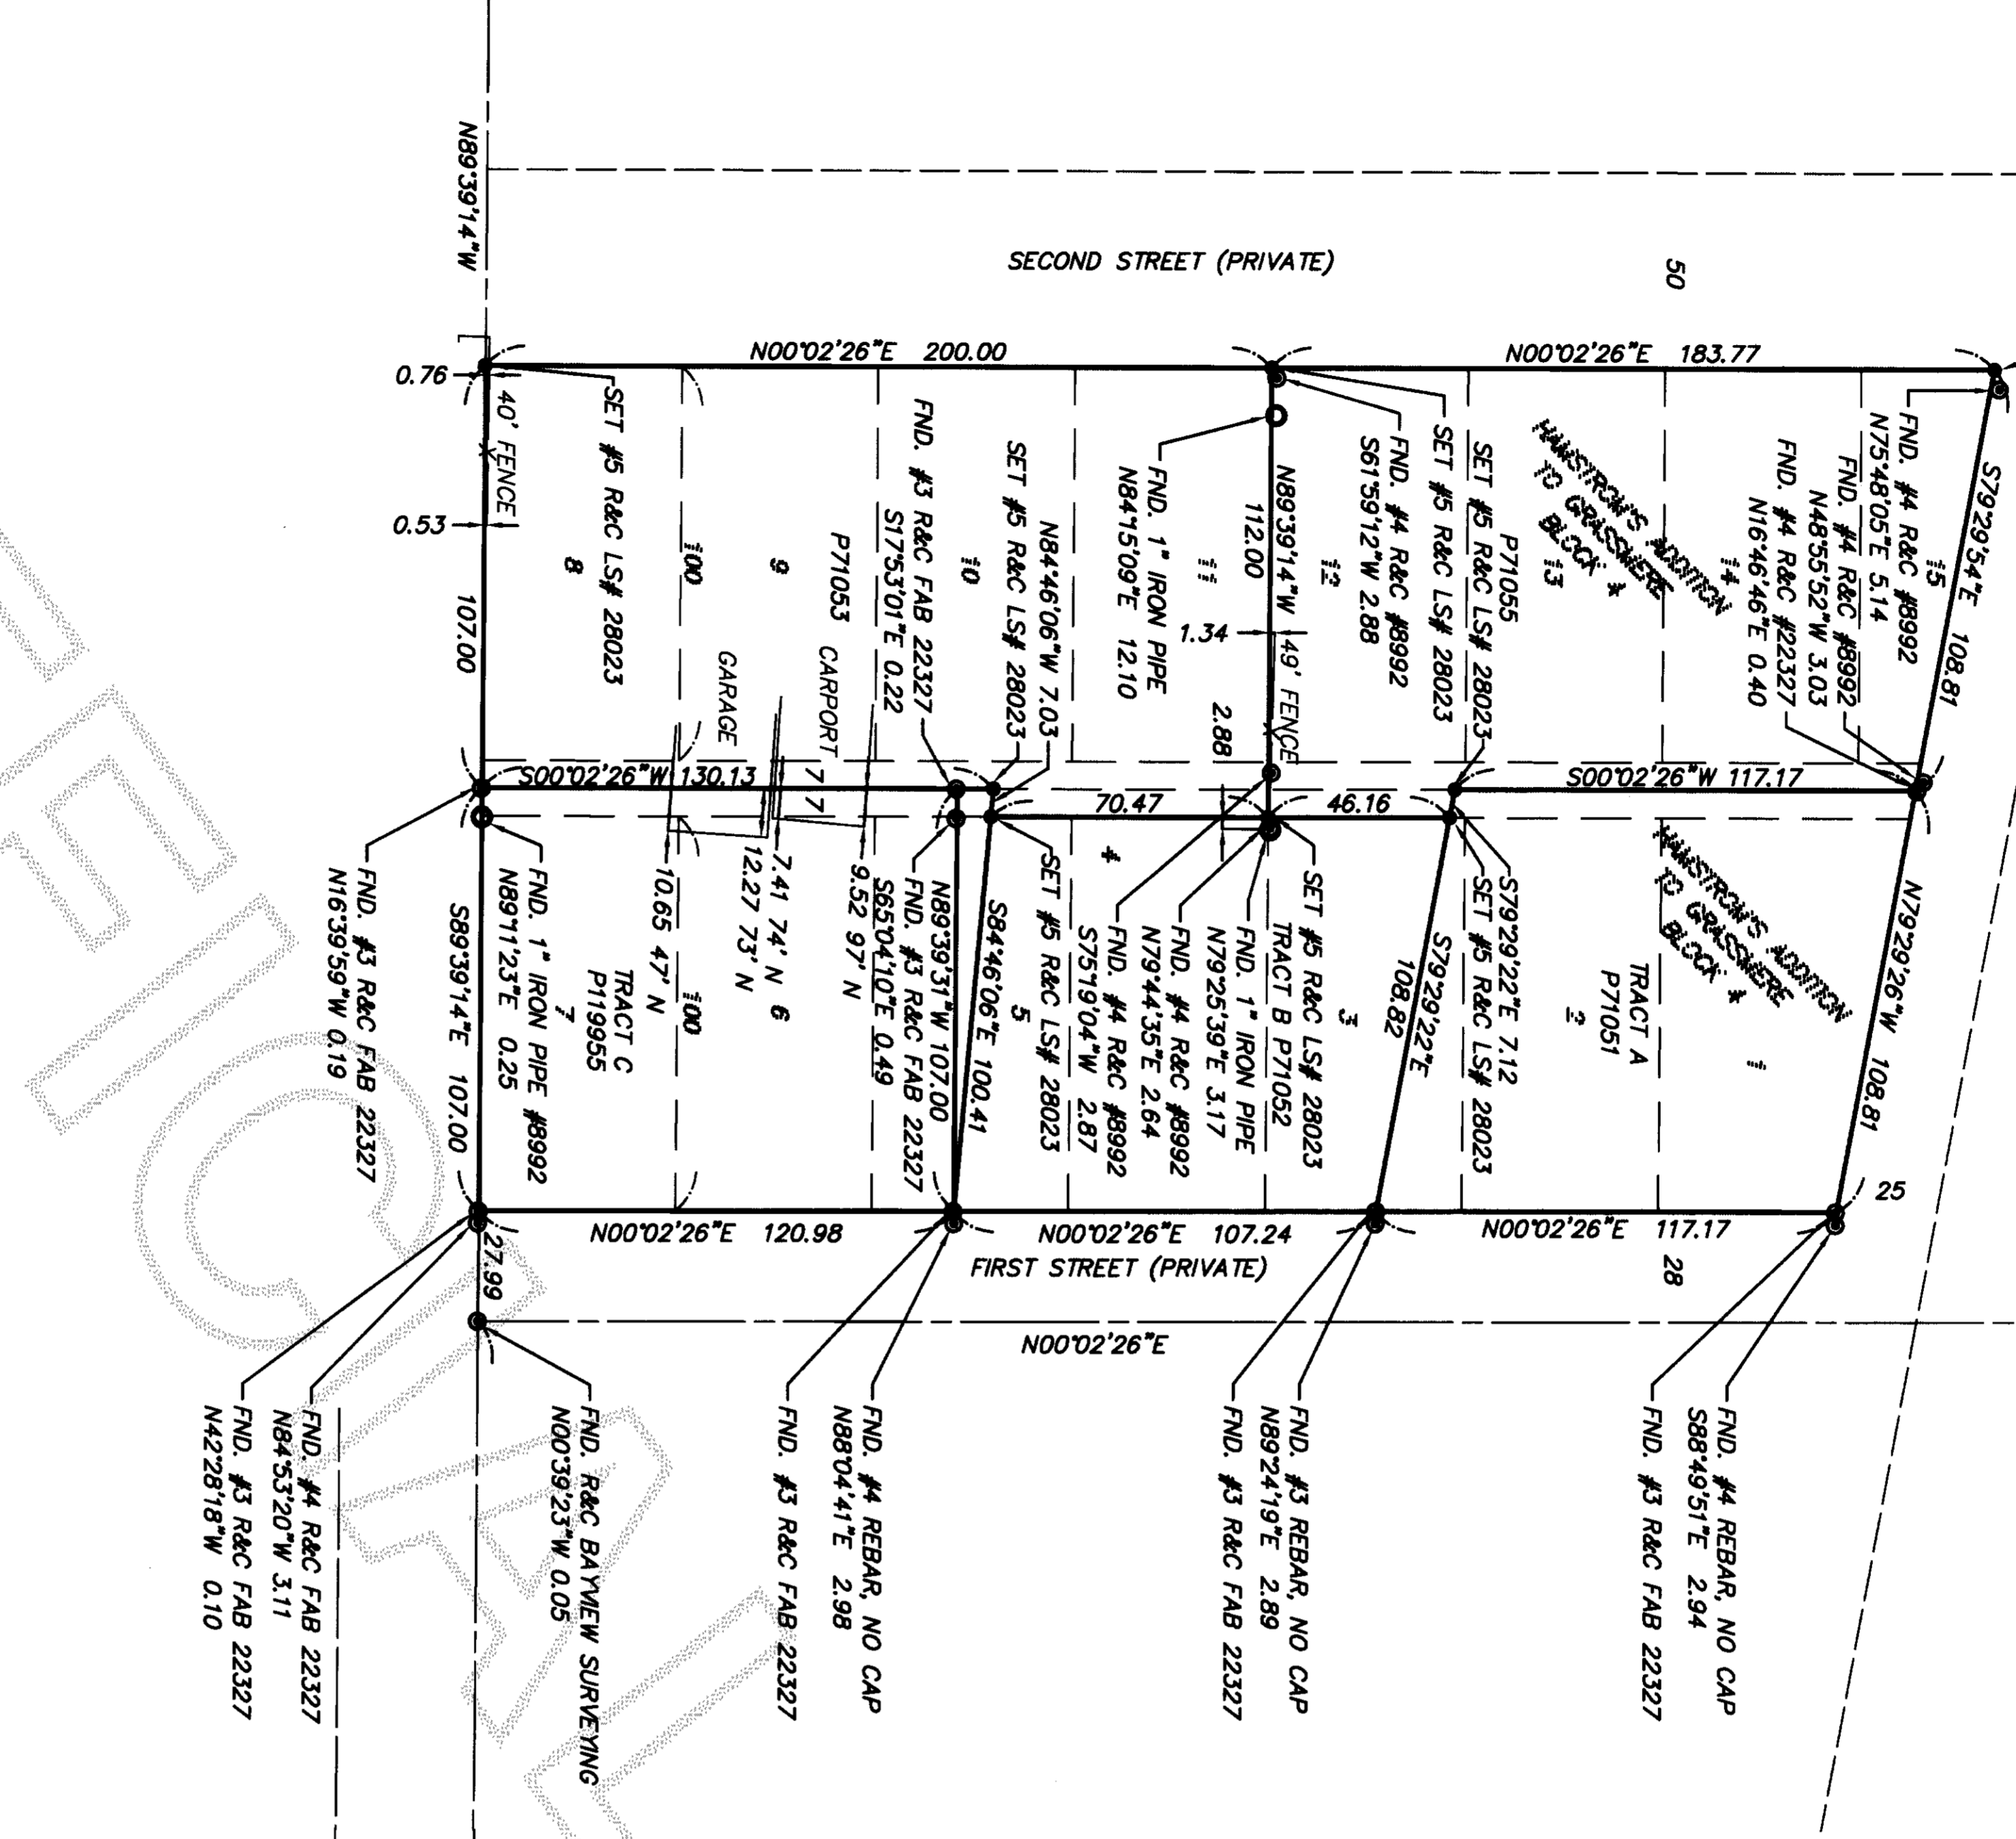 N89°39'14"W
SECOND STREET (PRIVATE)
50
N00°02'26"E 200.00
N00°02'26"E 183.77
0.76
40' FENCE
0.53
107.00
SET #5 R&C LS# 28023
8
100
9
P71053
CARPORT
GARAGE
7
7
10
FND. #3 R&C FAB 22327
S17°53'01"E 0.22
SET #5 R&C LS# 28023
N84°46'06"W 7.03
11
FND. 1" IRON PIPE
N84°15'09"E 12.10
N89°39'14"W
112.00
1.34
49' FENCE
2.88
12
FND. #4 R&C #8992
S61°59'12"W 2.88
SET #5 R&C LS# 28023
SET #5 R&C LS# 28023
P71055
13
HAMSTROM'S ADDITION
TO GRASSMERE
BLOCK *
14
15
FND. #4 R&C #8992
N75°48'05"E 5.14
FND. #4 R&C #8992
N48°55'52"W 3.03
FND. #4 R&C #22327
N16°46'46"E 0.40
S79°29'54"E 108.81
S00°02'26"W 130.13
70.47
46.16
S00°02'26"W 117.17
FND. #3 R&C FAB 22327
N16°39'59"W 0.19
S89°39'14"E 107.00
FND. 1" IRON PIPE #8992
N89°11'23"E 0.25
7
TRACT C
P119955
100
10.65 47' N
12.27 73' N
7.41 74' N
6
9.52 97' N
FND. #3 R&C FAB 22327
S65°04'10"E 0.49
N89°39'31"W 107.00
S84°46'06"E 100.41
5
SET #5 R&C LS# 28023
4
FND. #4 R&C #8992
S75°19'04"W 2.87
FND. #4 R&C #8992
N79°44'35"E 2.64
FND. 1" IRON PIPE
N79°25'39"E 3.17
TRACT B P71052
SET #5 R&C LS# 28023
3
S79°29'22"E
108.82
SET #5 R&C LS# 28023
S79°29'22"E 7.12
2
TRACT A
P71051
HAMSTROM'S ADDITION
TO GRASSMERE
BLOCK *
1
N79°29'26"W 108.81
25
N00°02'26"E 120.98
N00°02'26"E 107.24
N00°02'26"E 117.17
FIRST STREET (PRIVATE)
28
27.99
N00°02'26"E
FND. #3 R&C FAB 22327
N42°28'18"W 0.10
FND. #4 R&C FAB 22327
N84°53'20"W 3.11
FND. R&C BAYVIEW SURVEYING
N00°39'23"W 0.05
FND. #3 R&C FAB 22327
FND. #4 REBAR, NO CAP
N88°04'41"E 2.98
FND. #3 R&C FAB 22327
FND. #3 REBAR, NO CAP
N89°24'19"E 2.89
FND. #3 R&C FAB 22327
FND. #4 REBAR, NO CAP
S88°49'51"E 2.94